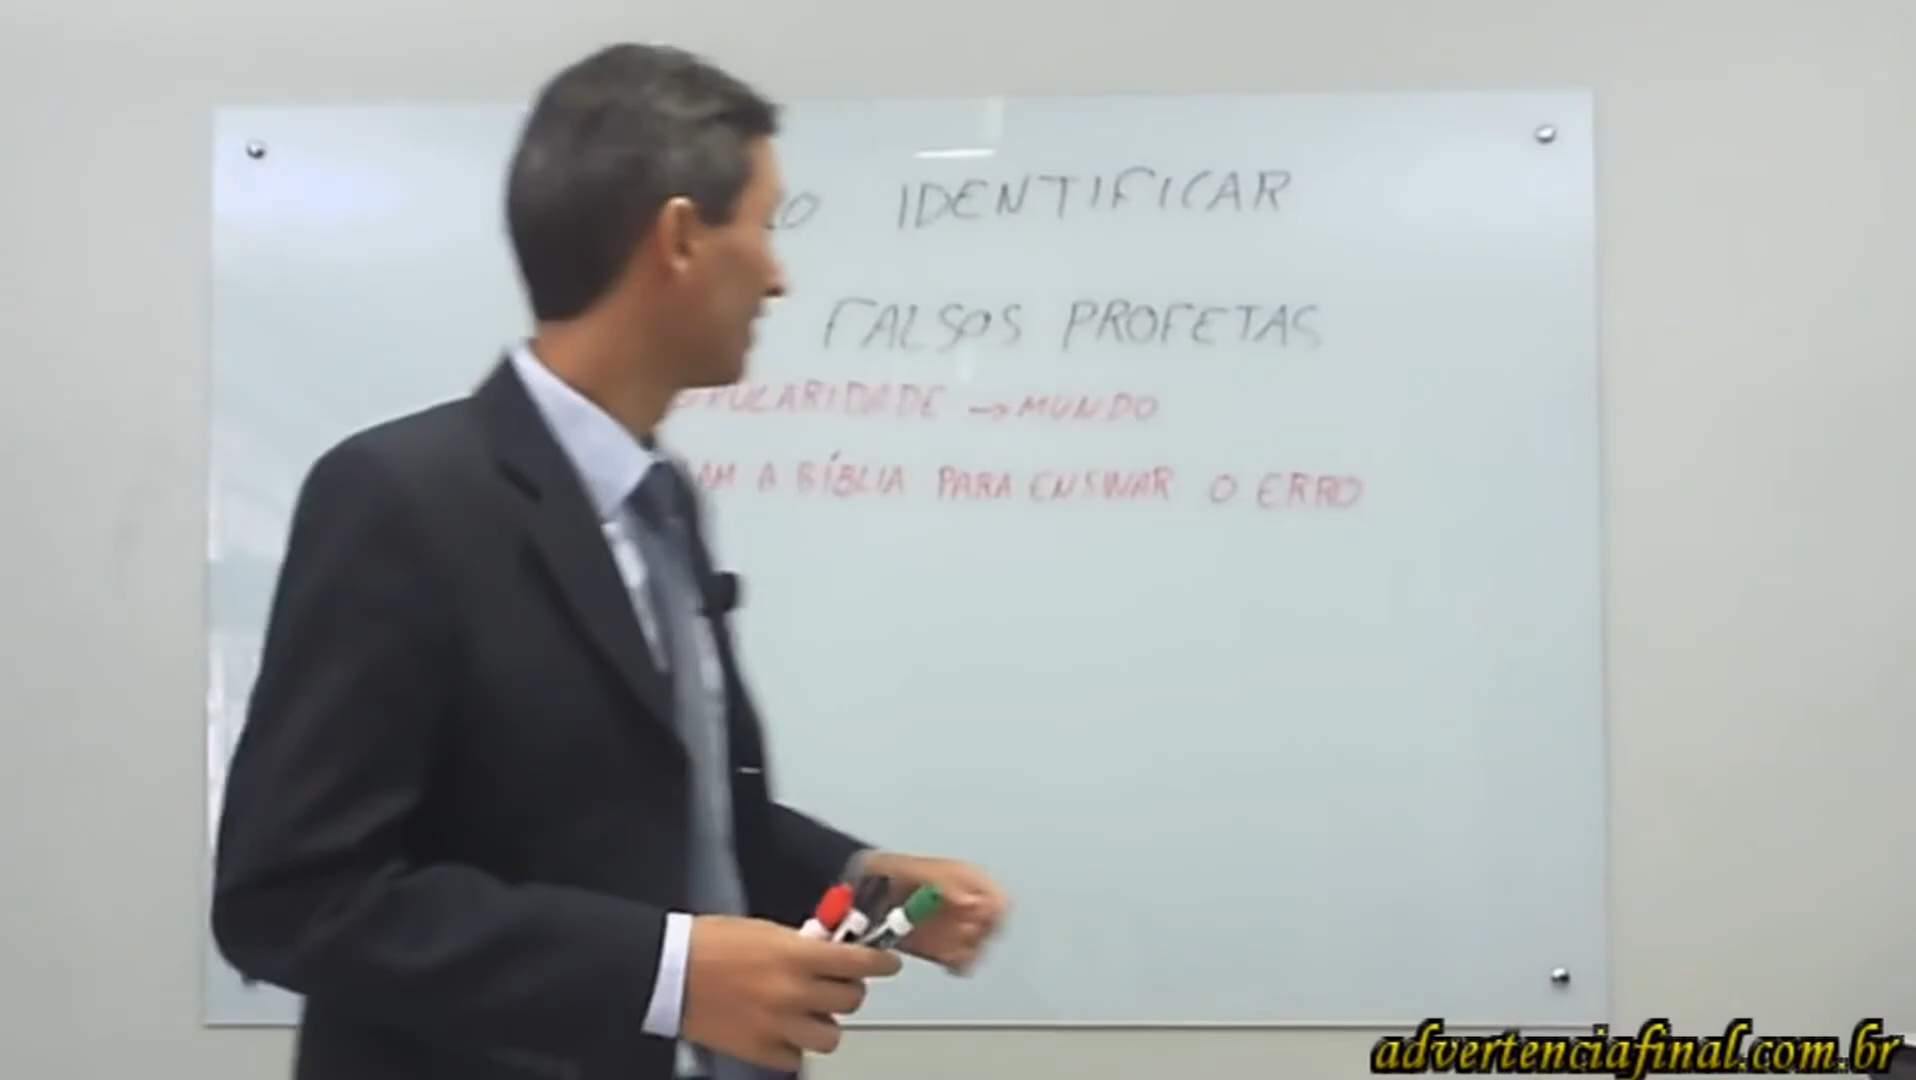 IDENTIFICAR
FALSOS PROFETAS
→ MUNDO
A BÍBLIA PARA ENSINAR O ERRO
advertenciafinal.com.br